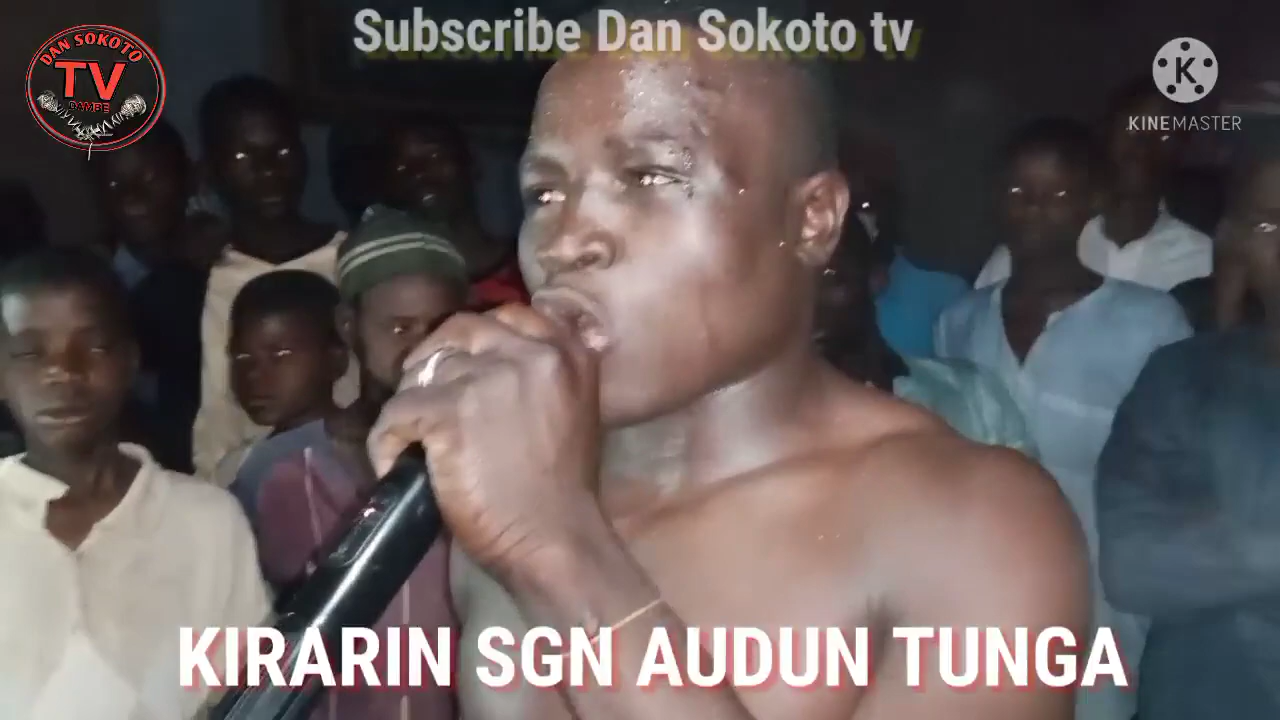 Subscribe Dan Sokoto tv
DAN SOKOTO
TV
DAMBE
KINEMASTER
KIRARIN SGN AUDUN TUNGA